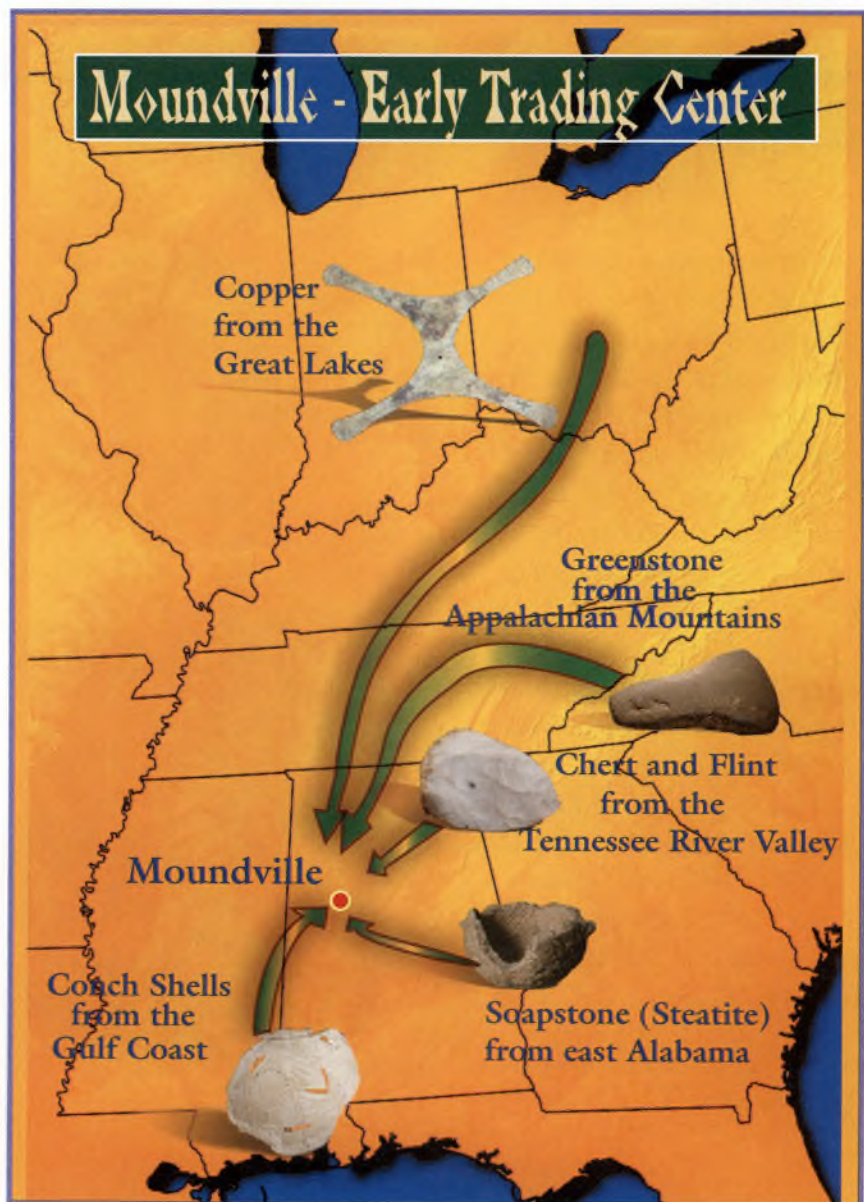 Moundville - Early Trading Center
Copper
from the
Great Lakes
Greenstone
from the
Appalachian Mountains
Chert and Flint
from the
Tennessee River Valley
Moundville
Conch Shells
from the
Gulf Coast
Soapstone (Steatite)
from east Alabama